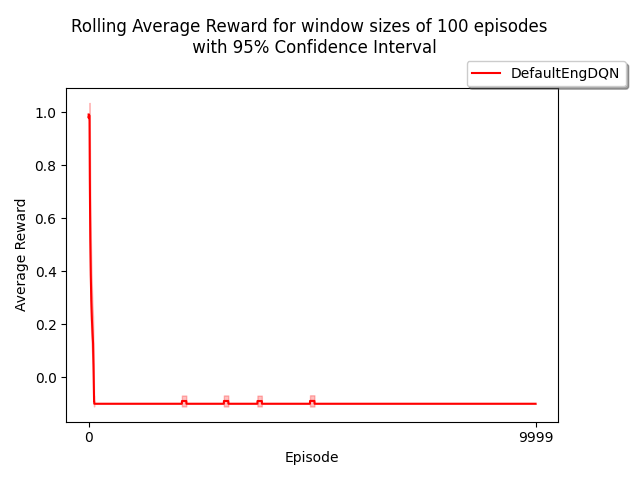 Rolling Average Reward for window sizes of 100 episodes
with 95% Confidence Interval
DefaultEngDQN
1.0
0.8
0.6
0.4
0.2
0.0
Average Reward
0
9999
Episode